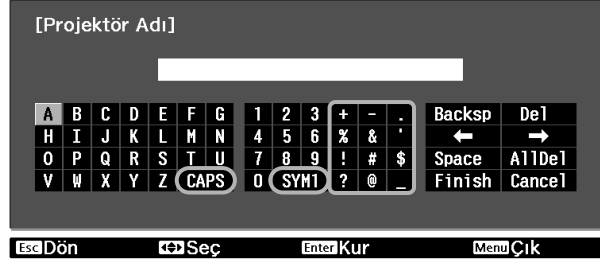 [Projektör Adı]
A B C D E F G 1 2 3 + - . Backsp Del
H I J K L M N 4 5 6 % & ' ← →
O P Q R S T U 7 8 9 ! # $ Space AllDel
V W X Y Z CAPS 0 SYM1 ? @ _ Finish Cancel
Esc Dön Seç Enter Kur Menu Çık